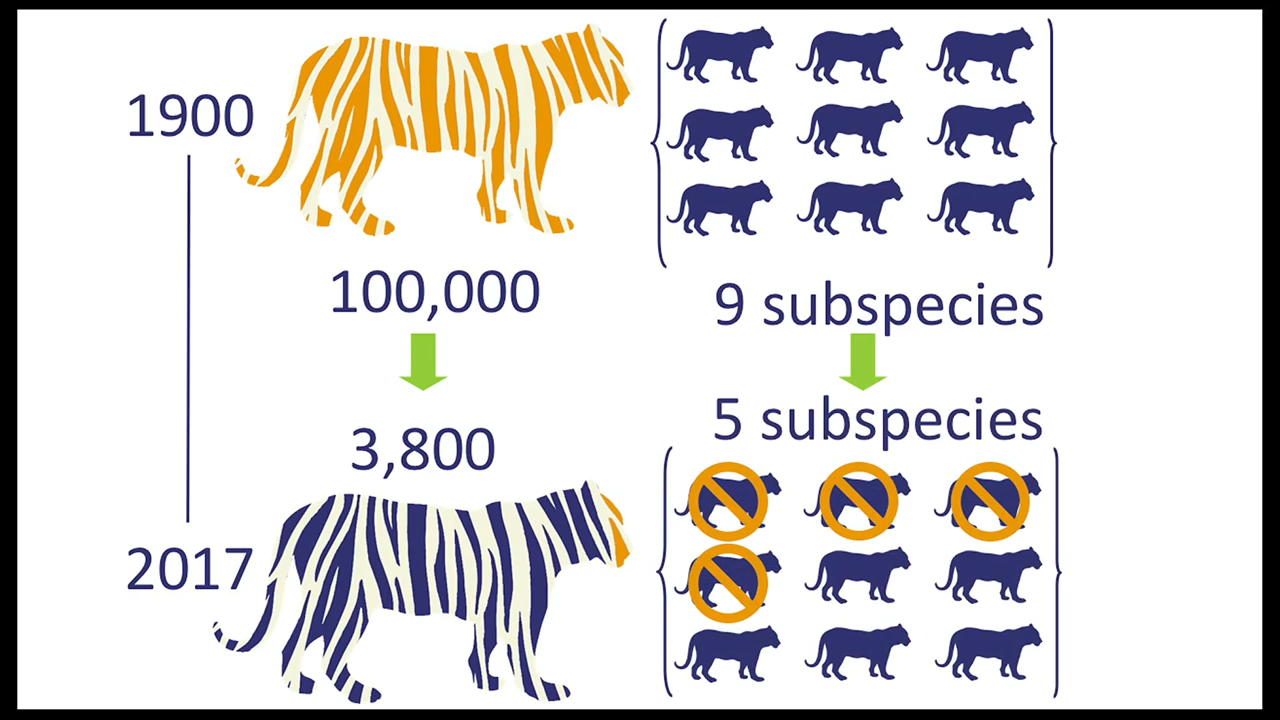 1900
100,000
9 subspecies
5 subspecies
3,800
2017